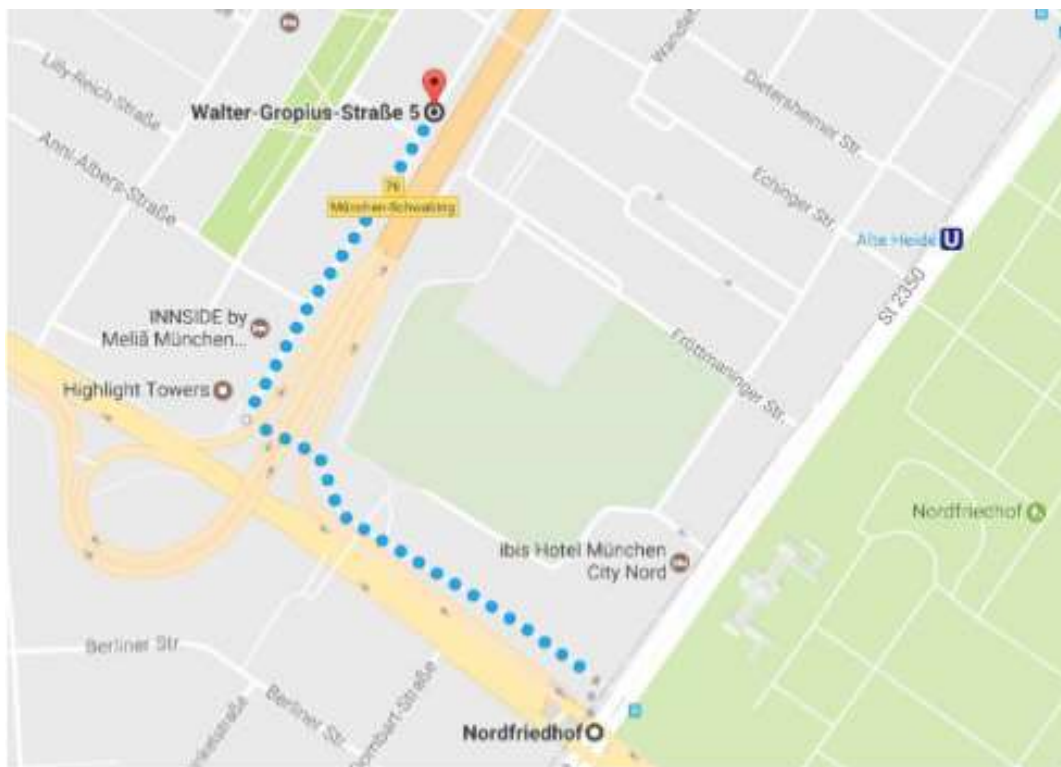 Walter-Gropius-Straße 5
Lilly-Reich-Straße
Anni-Albers-Straße
76
München-Schwabing
Dietersheimer Str.
Echinger Str.
Alte Heide U
St 2350
INNSIDE by
Meliã München...
Highlight Towers
Fröttmaninger Str.
Nordfriedhof
ibis Hotel München
City Nord
Berliner Str
Berliner Str.
Nordfriedhof